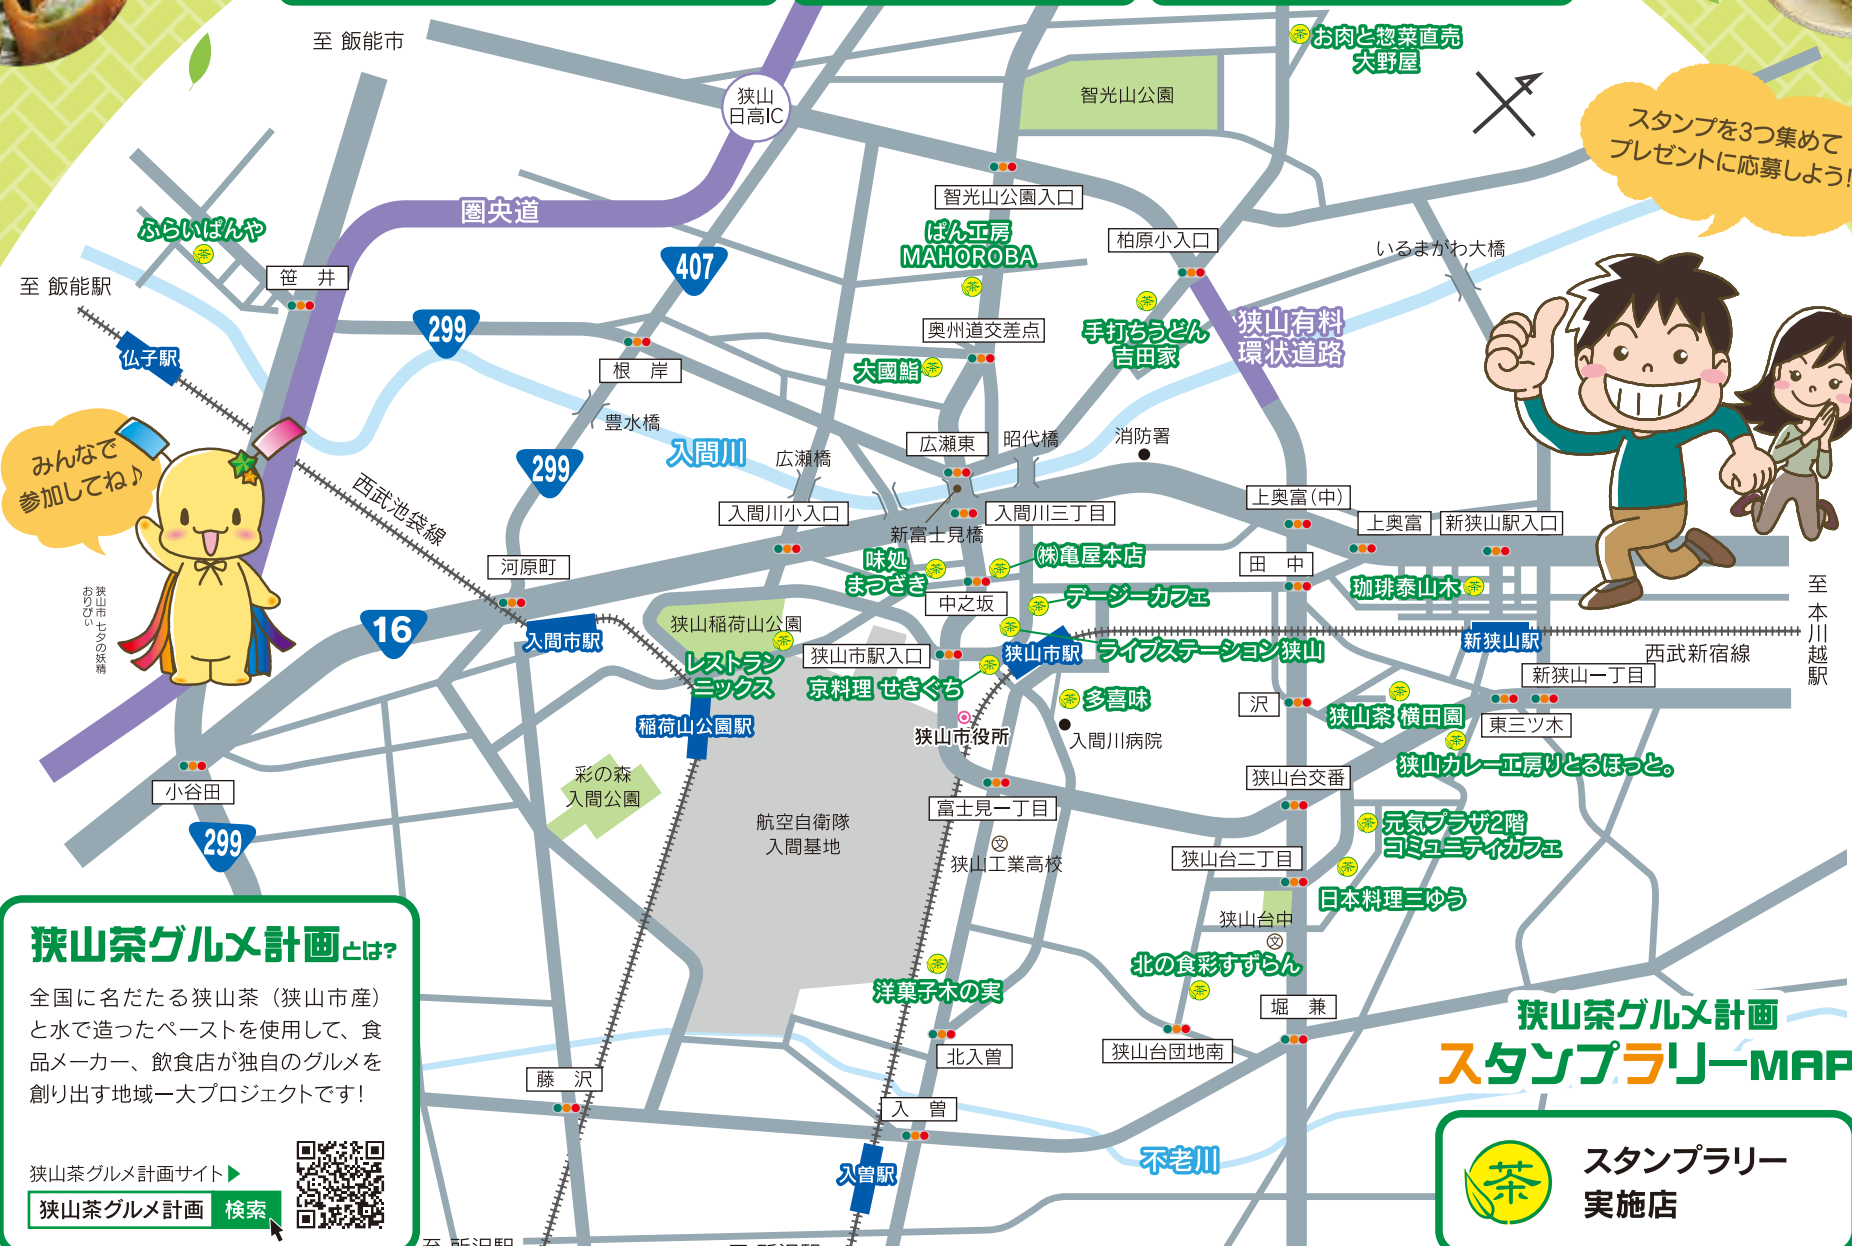 至 飯能市
狭山
日高IC
智光山公園
お肉と惣菜直売
大野屋
スタンプを3つ集めて
プレゼントに応募しよう!
圏央道
智光山公園入口
ぱん工房
MAHOROBA
柏原小入口
いるまがわ大橋
ふらいぱんや
笹 井
至 飯能駅
407
299
仏子駅
根 岸
奥州道交差点
大國鮨
手打ちうどん
吉田家
狭山有料
環状道路
豊水橋
入間川
299
広瀬橋
広瀬東
昭代橋
消防署
みんなで
参加してね♪
西武池袋線
入間川小入口
新富士見橋
入間川三丁目
上奥富(中)
上奥富
新狭山駅入口
河原町
味処
まつざき
㈱亀屋本店
田 中
珈琲泰山木
至 本川越駅
狭山市 七夕の妖精
おりぴぃ
16
入間市駅
狭山稲荷山公園
中之坂
デージーカフェ
レストラン
ニックス
狭山市駅入口
狭山市駅
ライブステーション狭山
新狭山駅
西武新宿線
京料理 せきぐち
多喜味
新狭山一丁目
沢
狭山茶 横田園
東三ツ木
稲荷山公園駅
狭山市役所
入間川病院
狭山カレー工房りとるほっと。
小谷田
299
彩の森
入間公園
航空自衛隊
入間基地
富士見一丁目
狭山台交番
文
狭山工業高校
元気プラザ2階
コミュニティカフェ
狭山台二丁目
日本料理三ゆう
狭山台中
文
北の食彩すずらん
洋菓子木の実
堀 兼
北入曽
狭山台団地南
藤 沢
入 曽
入曽駅
不老川
狭山茶グルメ計画とは?
全国に名だたる狭山茶（狭山市産）
と水で造ったペーストを使用して、食
品メーカー、飲食店が独自のグルメを
創り出す地域一大プロジェクトです!
狭山茶グルメ計画サイト▶
狭山茶グルメ計画 検索
狭山茶グルメ計画
スタンプラリーMAP
茶
スタンプラリー
実施店